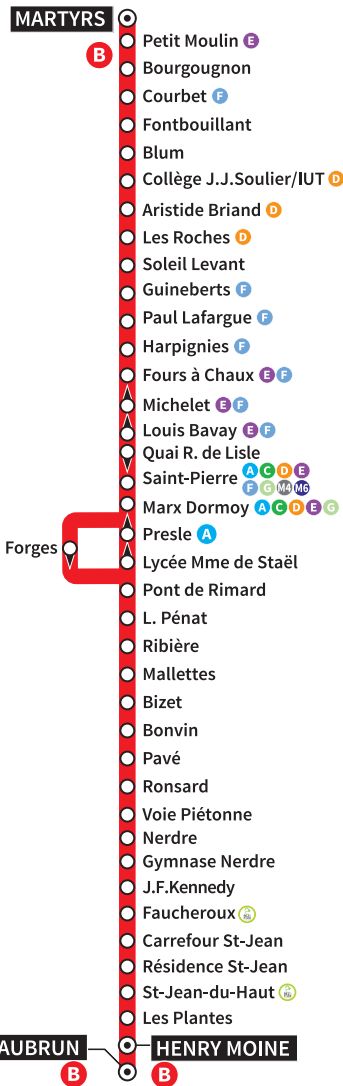 MARTYRS
B
Petit Moulin E
Bourgougnon
Courbet F
Fontbouillant
Blum
Collège J.J.Soulier/IUT D
Aristide Briand D
Les Roches D
Soleil Levant
Guineberts F
Paul Lafargue F
Harpignies F
Fours à Chaux E F
Michelet E F
Louis Bavay E F
Quai R. de Lisle
Saint-Pierre A C D E
F G M4 M6
Marx Dormoy A C D E G
Presle A
Forges
Lycée Mme de Staël
Pont de Rimard
L. Pénat
Ribière
Mallettes
Bizet
Bonvin
Pavé
Ronsard
Voie Piétonne
Nerdre
Gymnase Nerdre
J.F.Kennedy
Faucheroux
Carrefour St-Jean
Résidence St-Jean
St-Jean-du-Haut
Les Plantes
AUBRUN HENRY MOINE
B B